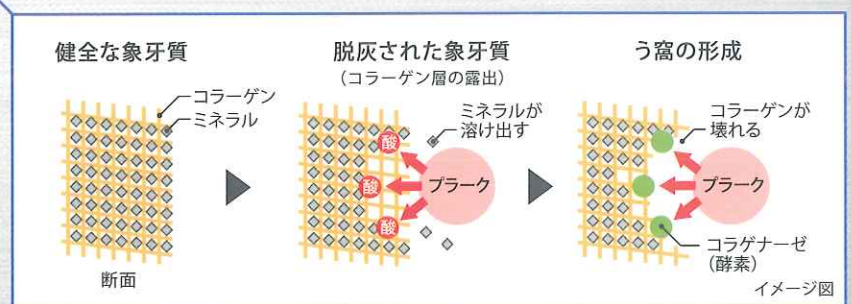 健全な象牙質
コラーゲン
ミネラル
断面
脱灰された象牙質
(コラーゲン層の露出)
ミネラルが
溶け出す
酸
酸
酸
プラーク
う窩の形成
コラーゲンが
壊れる
プラーク
コラゲナーゼ
(酵素)
イメージ図